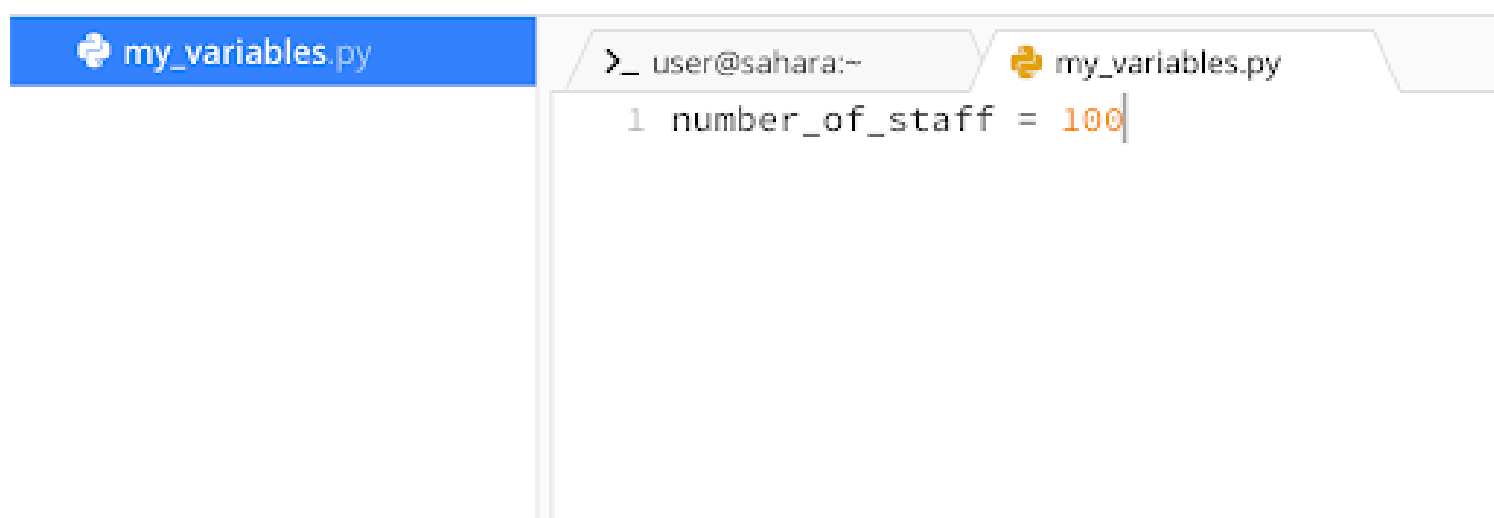 my_variables.py
>_ user@sahara:~ my_variables.py
1 number_of_staff = 100